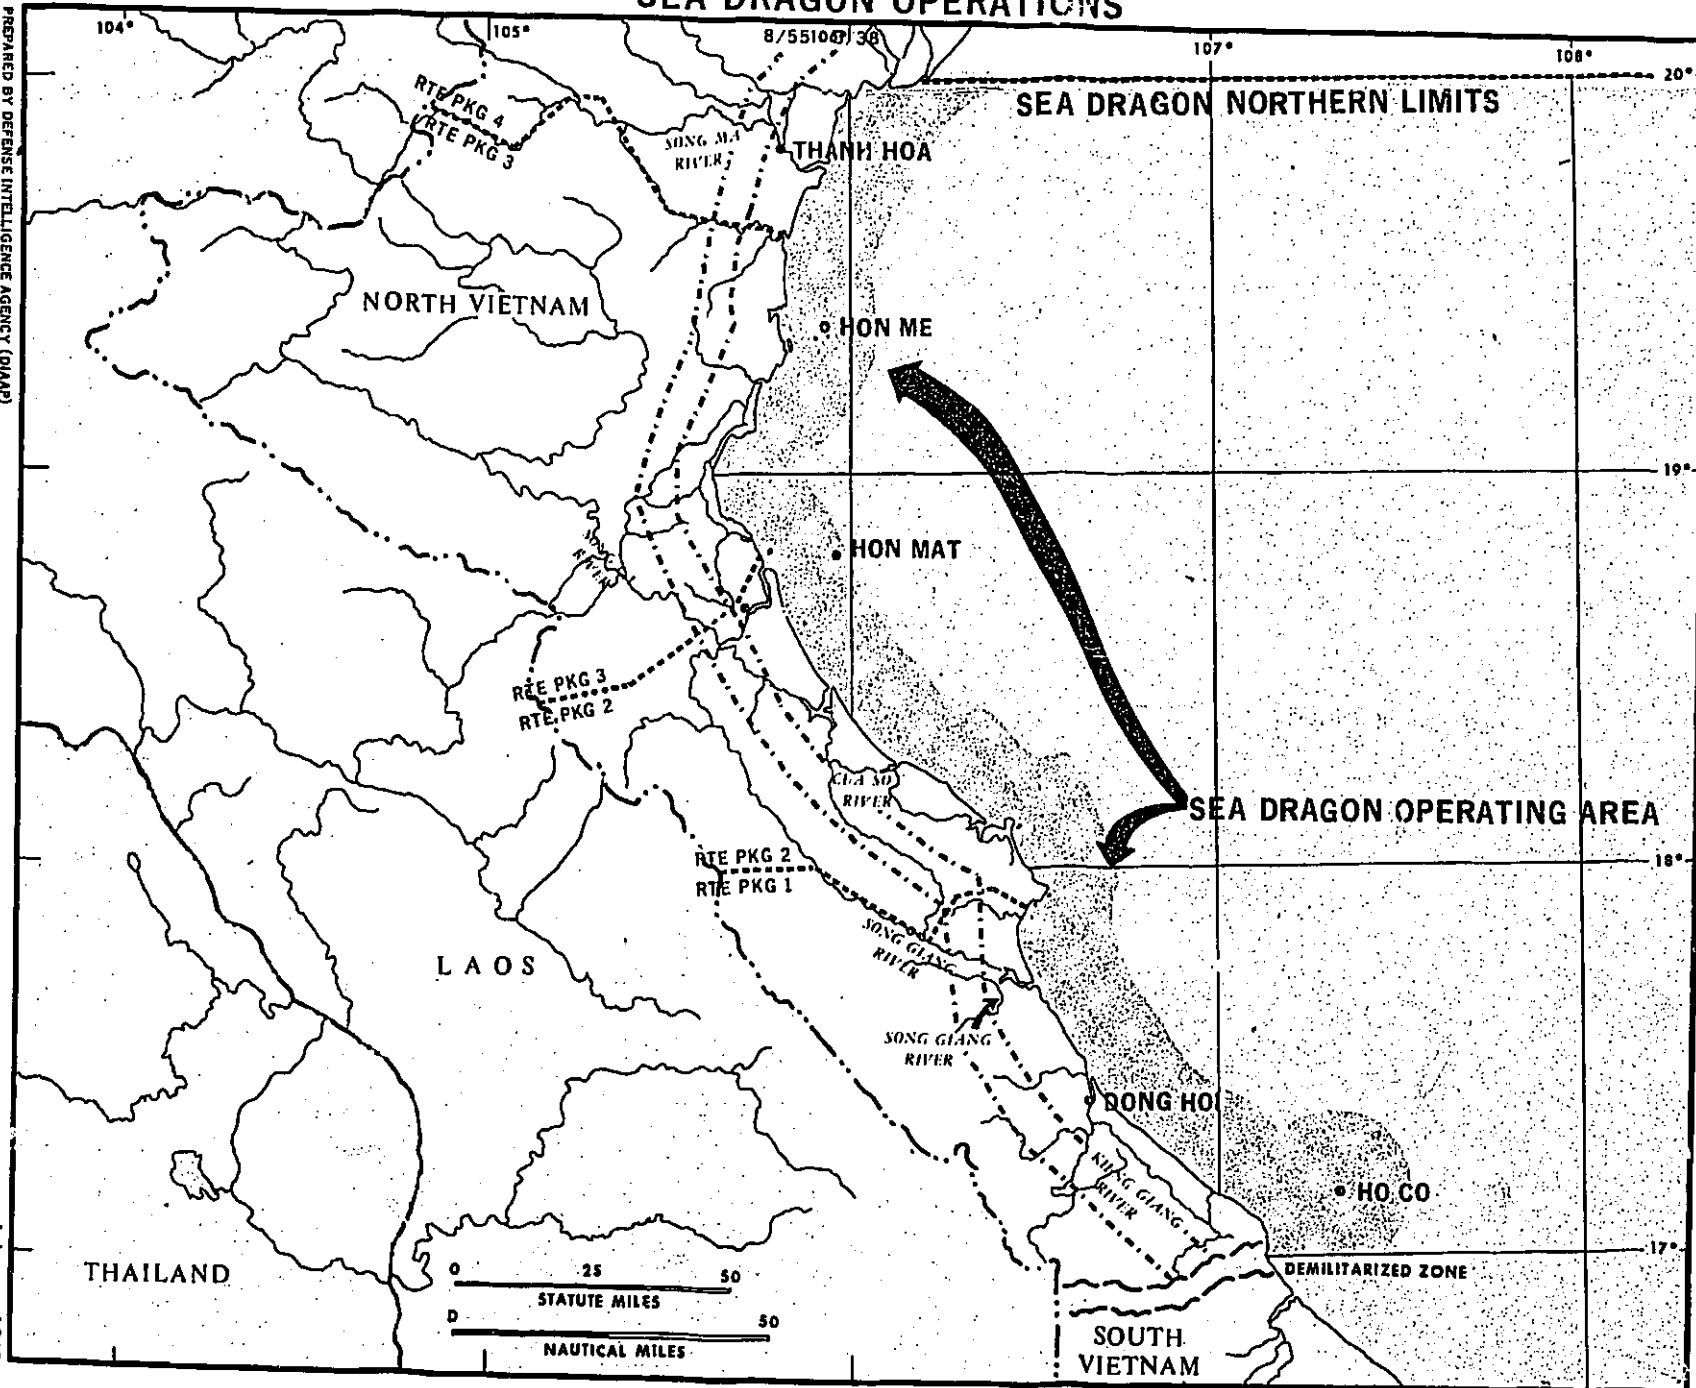 SEA DRAGON OPERATIONS
PREPARED BY DEFENSE INTELLIGENCE AGENCY (DIAAP)
104°
105°
107°
108°
20°
SEA DRAGON NORTHERN LIMITS
RTE PKG 4
RTE PKG 3
SONG MA
RIVER
THANH HOA
NORTH VIETNAM
HON ME
19°
HON MAT
RIVER
RTE PKG 3
RTE PKG 2
CUA SO
RIVER
SEA DRAGON OPERATING AREA
RTE PKG 2
RTE PKG 1
18°
SONG GIANG
RIVER
LAOS
SONG GIANG
RIVER
DONG HOI
KIENG GIANG
RIVER
HO CO
17°
THAILAND
0 25 50
STATUTE MILES
DEMILITARIZED ZONE
50
NAUTICAL MILES
SOUTH
VIETNAM